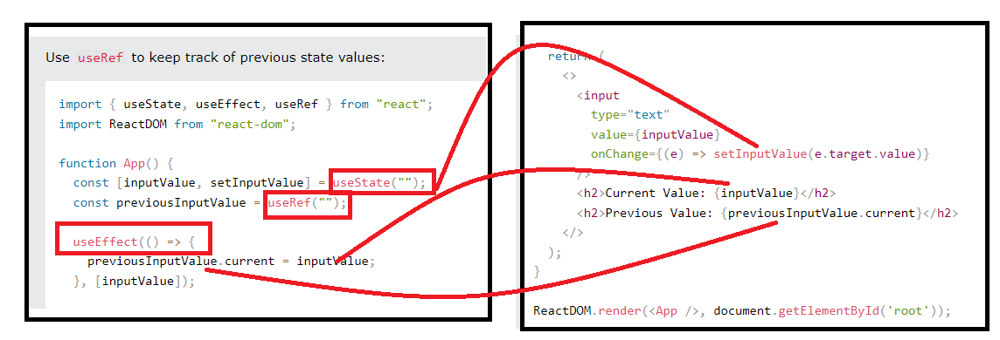 Use useRef to keep track of previous state values:
import { useState, useEffect, useRef } from "react";
import ReactDOM from "react-dom";
function App() {
const [inputValue, setInputValue] = useState("");
const previousInputValue = useRef("");
useEffect(() => {
previousInputValue.current = inputValue;
}, [inputValue]);
return (
<>
<input
type="text"
value={inputValue}
onChange={(e) => setInputValue(e.target.value)}
/>
<h2>Current Value: {inputValue}</h2>
<h2>Previous Value: {previousInputValue.current}</h2>
</>
);
}
ReactDOM.render(<App />, document.getElementById('root'));